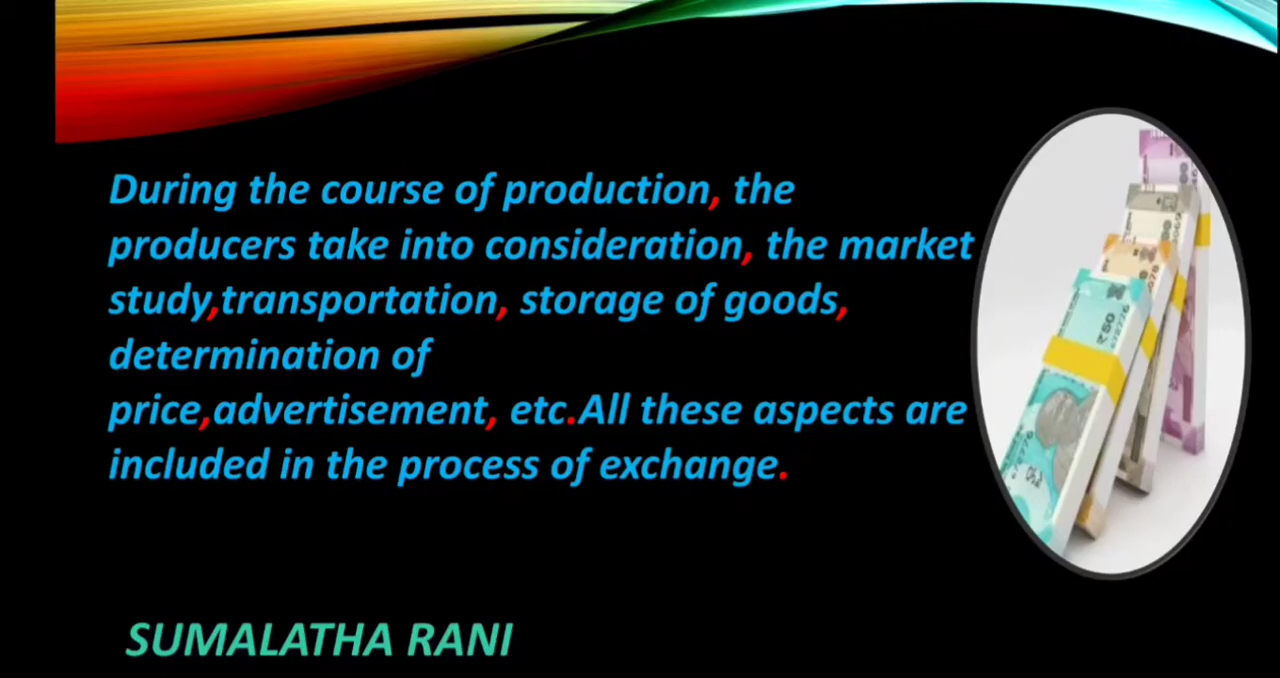 During the course of production, the
producers take into consideration, the market
study,transportation, storage of goods,
determination of
price,advertisement, etc.All these aspects are
included in the process of exchange.
₹50
SUMALATHA RANI